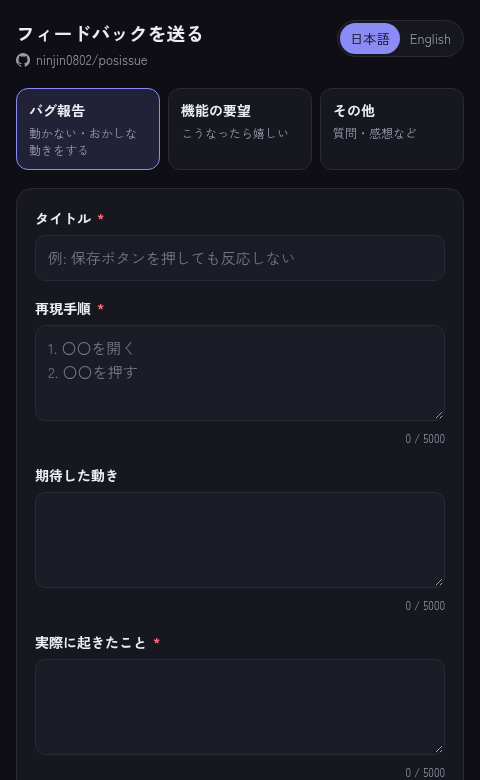 フィードバックを送る
ninjin0802/posissue
日本語 English
バグ報告
動かない・おかしな
動きをする
機能の要望
こうなったら嬉しい
その他
質問・感想など
タイトル *
例: 保存ボタンを押しても反応しない
再現手順 *
1. 〇〇を開く
2. 〇〇を押す
0 / 5000
期待した動き
0 / 5000
実際に起きたこと *
0 / 5000